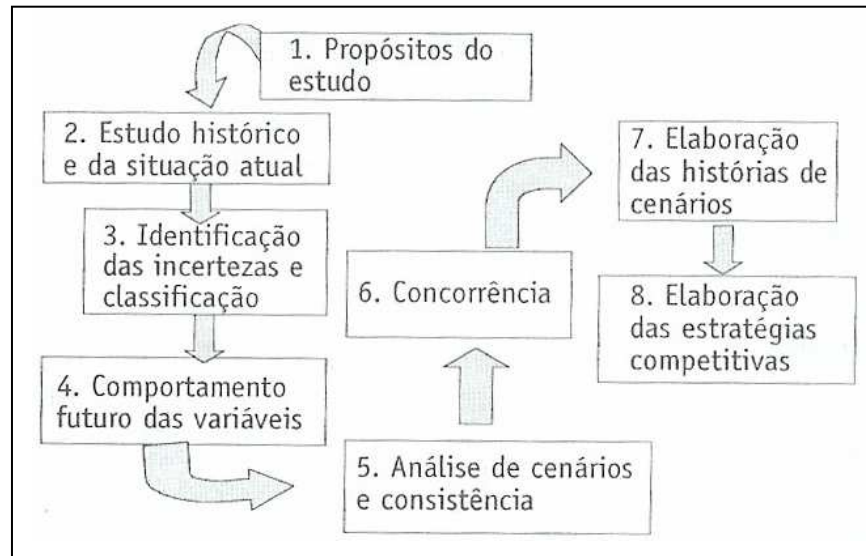 1. Propósitos do
estudo
2. Estudo histórico
e da situação atual
3. Identificação
das incertezas e
classificação
4. Comportamento
futuro das variáveis
5. Análise de cenários
e consistência
6. Concorrência
7. Elaboração
das histórias de
cenários
8. Elaboração
das estratégias
competitivas